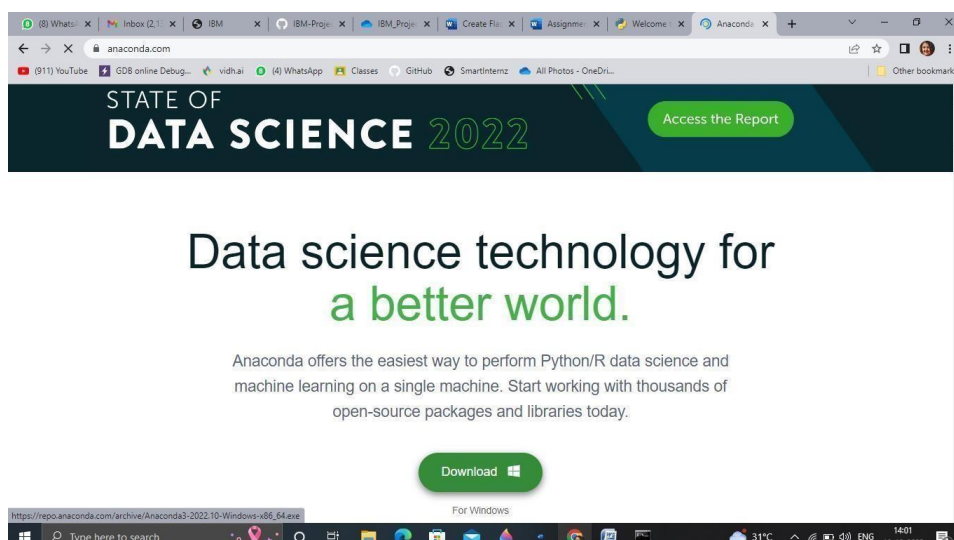 (8) Whats
Inbox (2,1
IBM
IBM-Proje
IBM_Proje
Create Fla
Assignmen
Welcome
Anaconda
anaconda.com
(911) YouTube
GDB online Debug...
vidh.ai
(4) WhatsApp
Classes
GitHub
SmartInternz
All Photos - OneDri...
Other bookmark
STATE OF
DATA SCIENCE 2022
Access the Report
Data science technology for
a better world.
Anaconda offers the easiest way to perform Python/R data science and
machine learning on a single machine. Start working with thousands of
open-source packages and libraries today.
Download
For Windows
https://repo.anaconda.com/archive/Anaconda3-2022.10-Windows-x86_64.exe
Type here to search
31°C
ENG
14:01